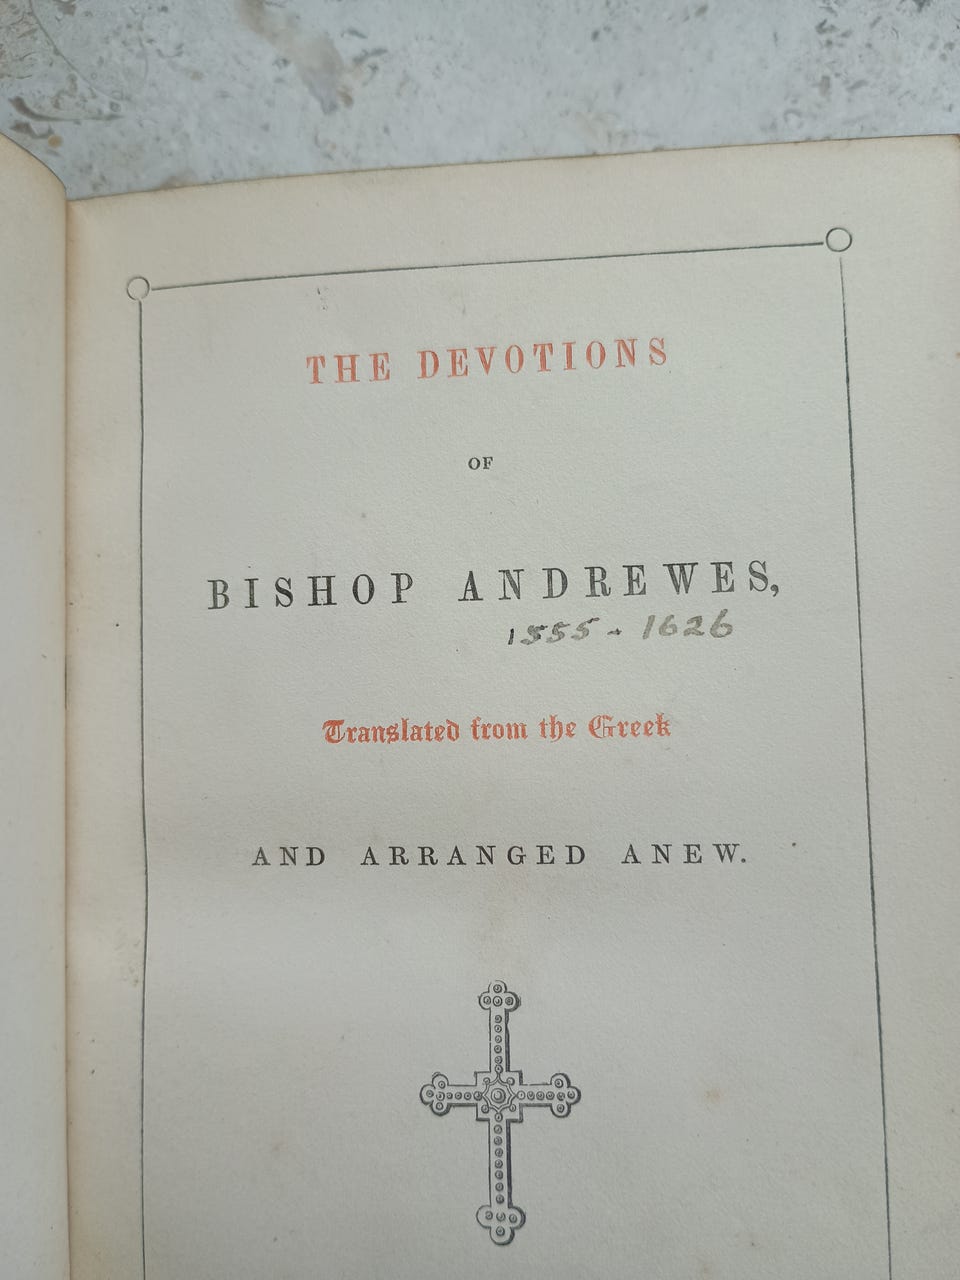 THE DEVOTIONS
OF
BISHOP ANDREWES,
1555 - 1626
Translated from the Greek
AND ARRANGED ANEW.